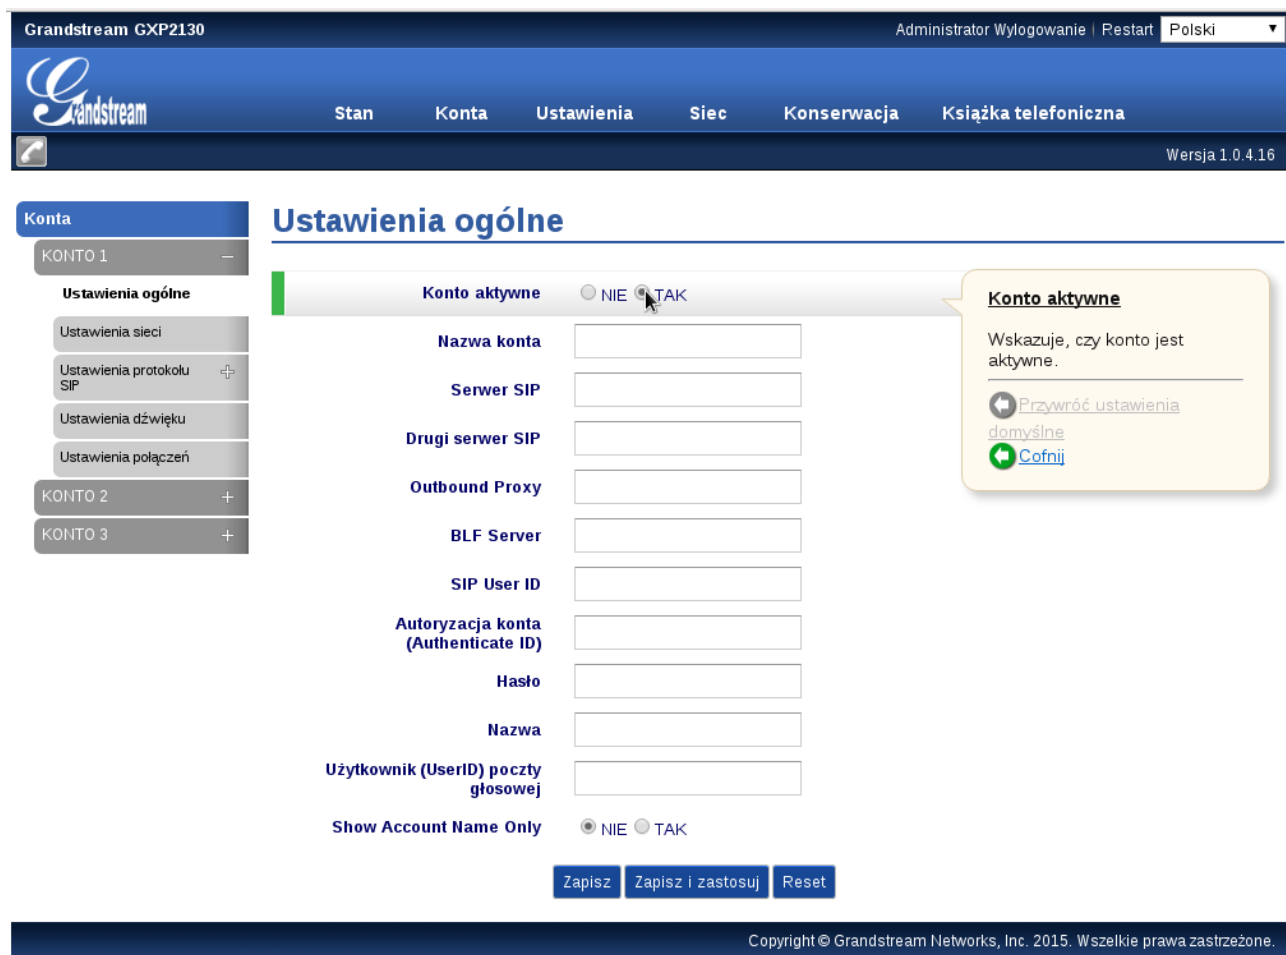 Grandstream GXP2130
Administrator Wylogowanie | Restart Polski
Grandstream
Stan Konta Ustawienia Siec Konserwacja Książka telefoniczna
Wersja 1.0.4.16
Konta
KONTO 1
Ustawienia ogólne
Ustawienia sieci
Ustawienia protokołu
SIP
Ustawienia dźwięku
Ustawienia połączeń
KONTO 2
KONTO 3
Ustawienia ogólne
Konto aktywne NIE TAK
Nazwa konta
Serwer SIP
Drugi serwer SIP
Outbound Proxy
BLF Server
SIP User ID
Autoryzacja konta
(Authenticate ID)
Hasło
Nazwa
Użytkownik (UserID) poczty
głosowej
Show Account Name Only NIE TAK
Zapisz Zapisz i zastosuj Reset
Konto aktywne
Wskazuje, czy konto jest
aktywne.
Przywróć ustawienia
domyślne
Cofnij
Copyright © Grandstream Networks, Inc. 2015. Wszelkie prawa zastrzeżone.